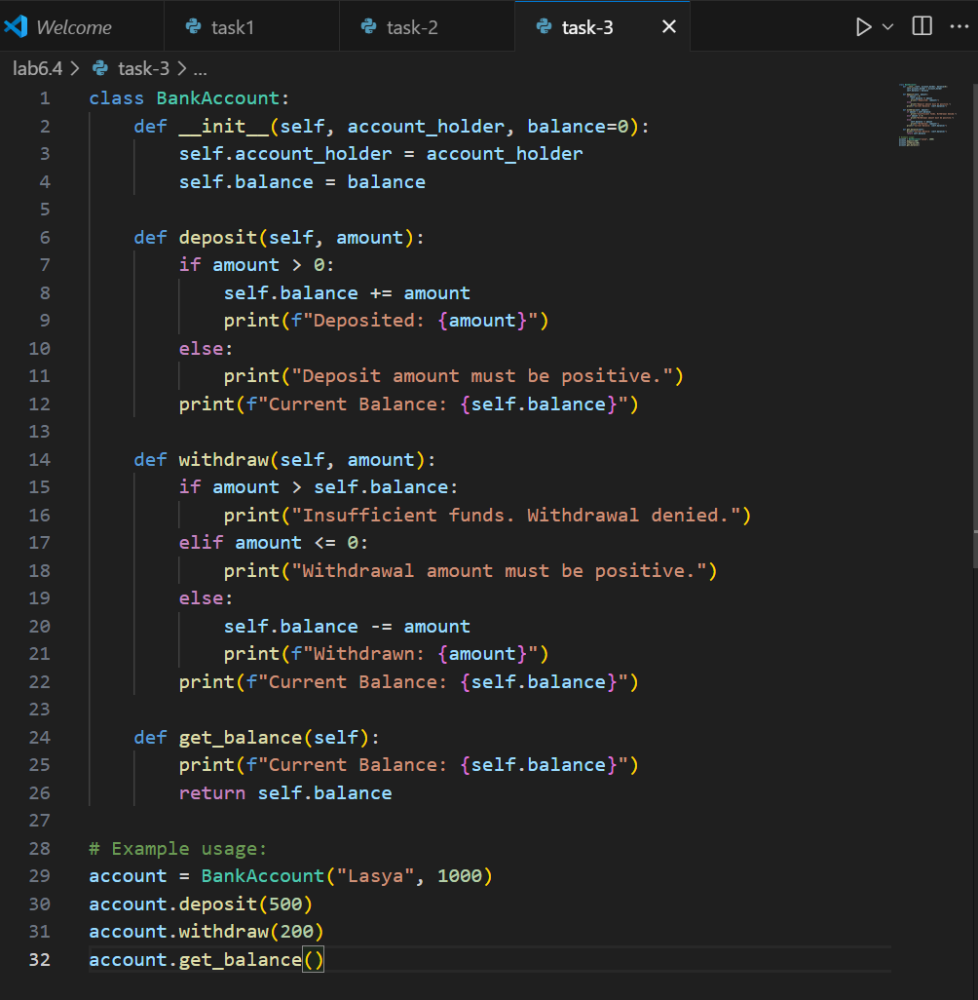 Welcome task1 task-2 task-3
lab6.4 > task-3 > ...
1 class BankAccount:
2     def __init__(self, account_holder, balance=0):
3         self.account_holder = account_holder
4         self.balance = balance
5
6     def deposit(self, amount):
7         if amount > 0:
8             self.balance += amount
9             print(f"Deposited: {amount}")
10         else:
11             print("Deposit amount must be positive.")
12         print(f"Current Balance: {self.balance}")
13
14     def withdraw(self, amount):
15         if amount > self.balance:
16             print("Insufficient funds. Withdrawal denied.")
17         elif amount <= 0:
18             print("Withdrawal amount must be positive.")
19         else:
20             self.balance -= amount
21             print(f"Withdrawn: {amount}")
22         print(f"Current Balance: {self.balance}")
23
24     def get_balance(self):
25         print(f"Current Balance: {self.balance}")
26         return self.balance
27
28 # Example usage:
29 account = BankAccount("Lasya", 1000)
30 account.deposit(500)
31 account.withdraw(200)
32 account.get_balance()